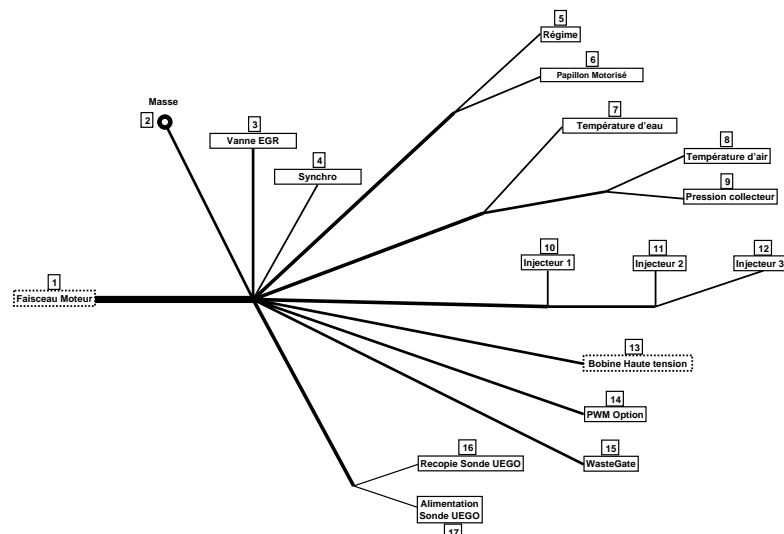 5
Régime
6
Papillon Motorisé
Masse
2
3
Vanne EGR
4
Synchro
7
Température d'eau
8
Température d'air
9
Pression collecteur
10
Injecteur 1
11
Injecteur 2
12
Injecteur 3
1
Faisceau Moteur
13
Bobine Haute tension
14
PWM Option
15
WasteGate
16
Recopie Sonde UEGO
Alimentation
Sonde UEGO
17